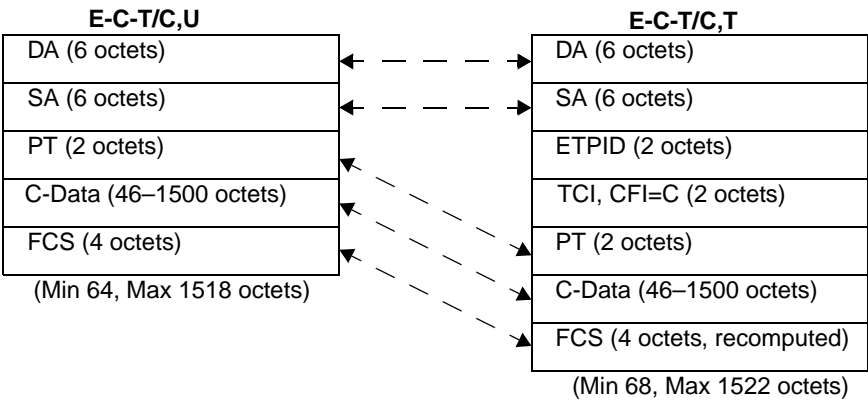 E-C-T/C,U
DA (6 octets)
SA (6 octets)
PT (2 octets)
C-Data (46–1500 octets)
FCS (4 octets)
(Min 64, Max 1518 octets)
E-C-T/C,T
DA (6 octets)
SA (6 octets)
ETPID (2 octets)
TCI, CFI=C (2 octets)
PT (2 octets)
C-Data (46–1500 octets)
FCS (4 octets, recomputed)
(Min 68, Max 1522 octets)